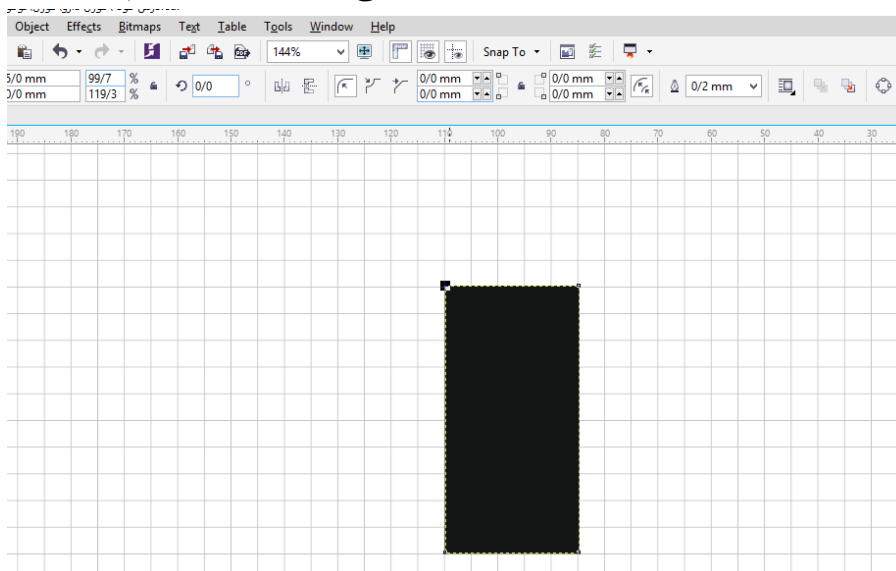 Object Effects Bitmaps Text Table Tools Window Help
144% Snap To
5/0 mm 99/7 % 0/0 ° 0/0 mm 0/0 mm 0/2 mm
0/0 mm 119/3 % 0/0 mm 0/0 mm
190 180 170 160 150 140 130 120 110 100 90 80 70 60 50 40 30